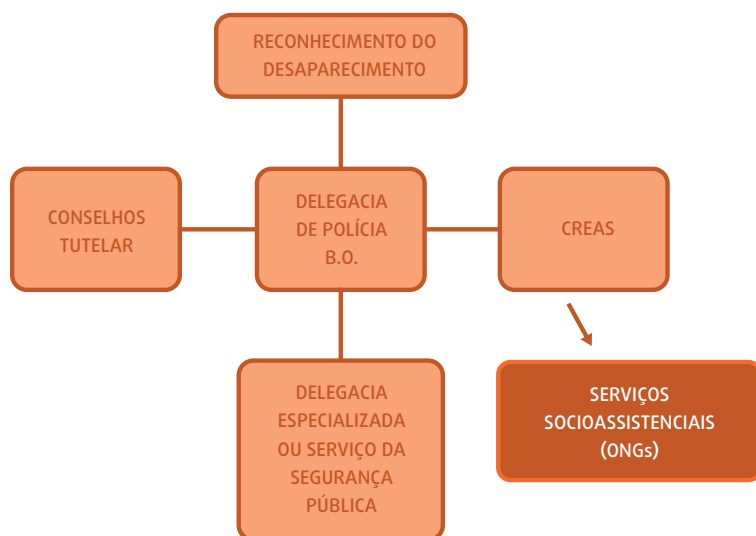 RECONHECIMENTO DO
DESAPARECIMENTO
CONSELHOS
TUTELAR
DELEGACIA
DE POLÍCIA
B.O.
CREAS
DELEGACIA
ESPECIALIZADA
OU SERVIÇO DA
SEGURANÇA
PÚBLICA
SERVIÇOS
SOCIOASSISTENCIAIS
(ONGs)